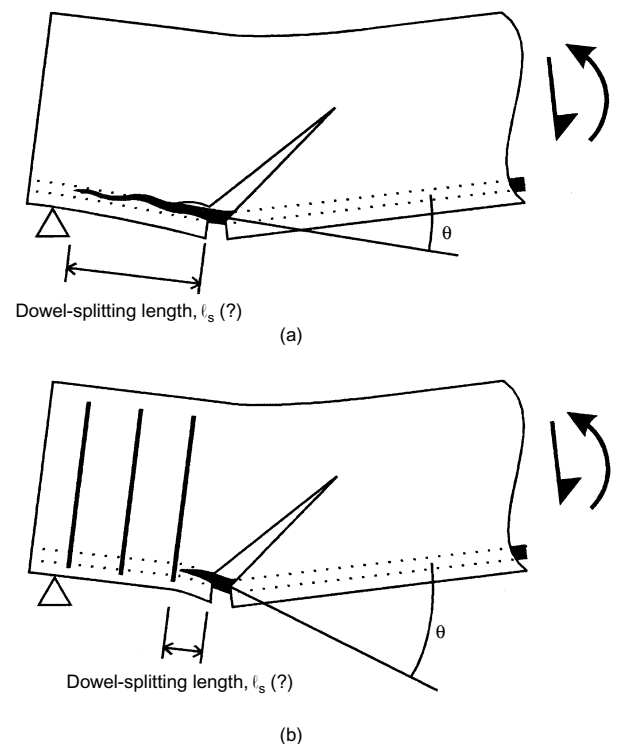 θ
Dowel-splitting length, ℓs (?)
(a)
θ
Dowel-splitting length, ℓs (?)
(b)